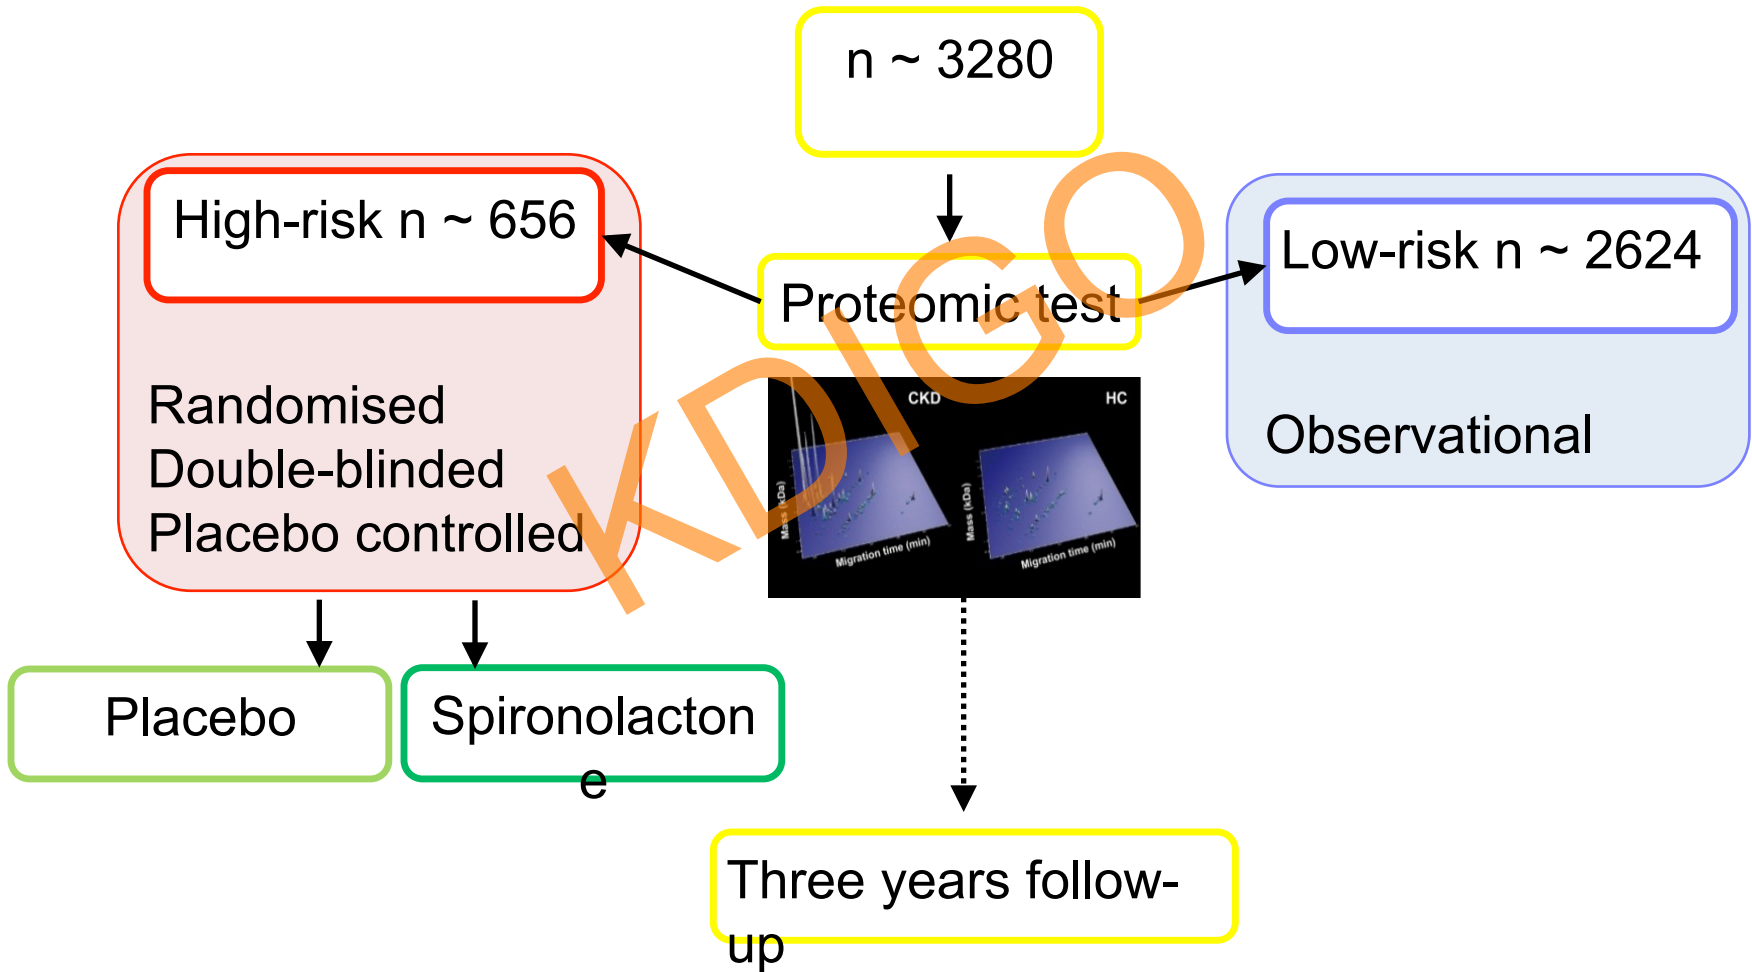 n ~ 3280
High-risk n ~ 656
Low-risk n ~ 2624
Proteomic test
Randomised
Double-blinded
Placebo controlled
Observational
CKD
HC
Mass (kDa)
Migration time (min)
Mass (kDa)
Migration time (min)
KDIGO
Placebo
Spironolacton
e
Three years follow-
up